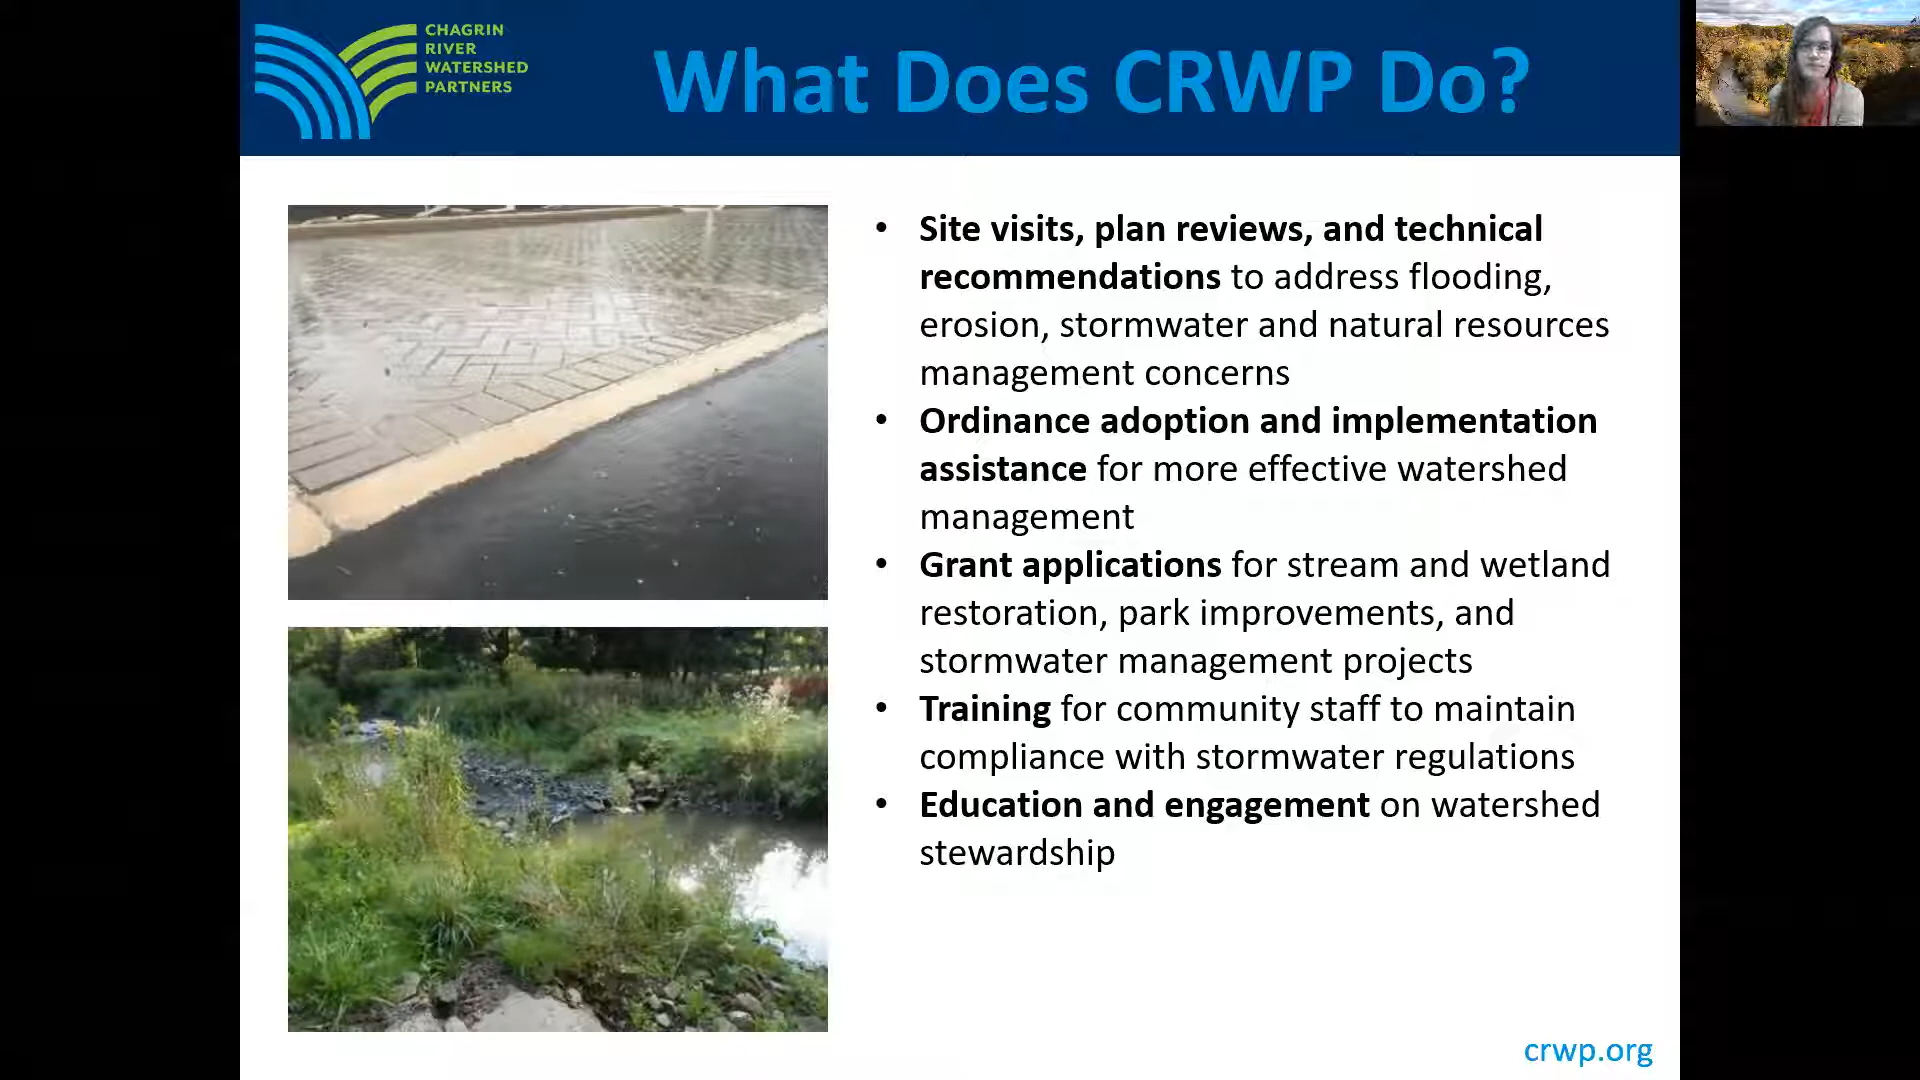 CHAGRIN
RIVER
WATERSHED
PARTNERS
What Does CRWP Do?
• Site visits, plan reviews, and technical
recommendations to address flooding,
erosion, stormwater and natural resources
management concerns
• Ordinance adoption and implementation
assistance for more effective watershed
management
• Grant applications for stream and wetland
restoration, park improvements, and
stormwater management projects
• Training for community staff to maintain
compliance with stormwater regulations
• Education and engagement on watershed
stewardship
crwp.org